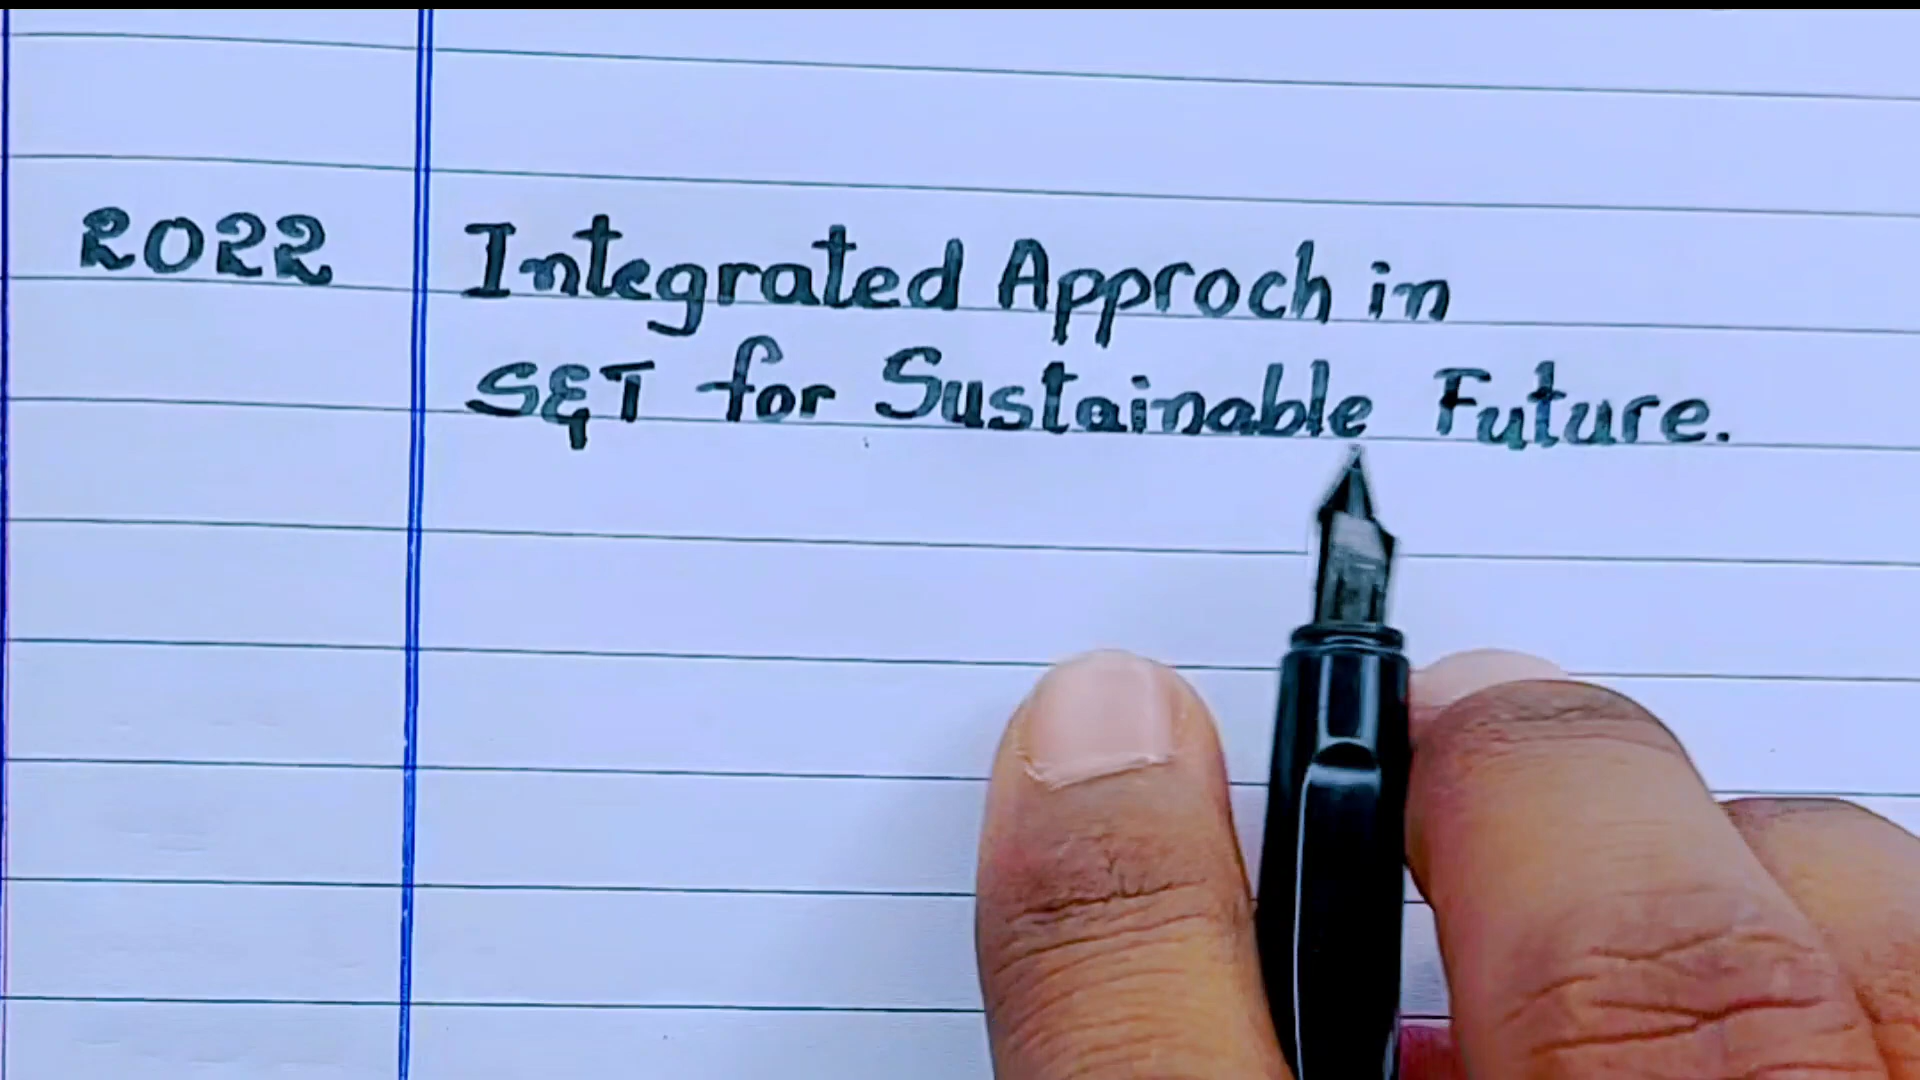 2022 Integrated Approch in
S&T for Sustainable Future.